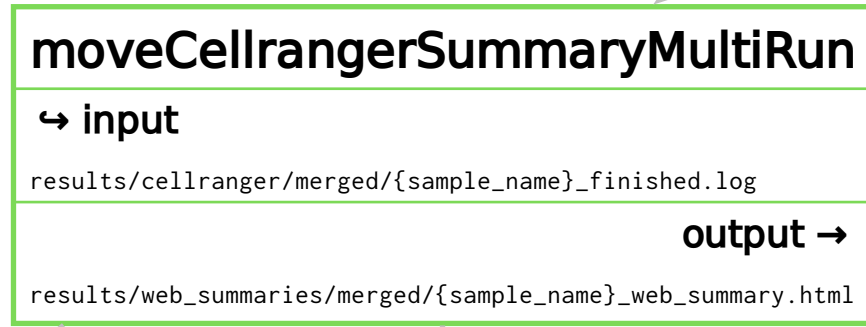 moveCellrangerSummaryMultiRun
↪ input
results/cellranger/merged/{sample_name}_finished.log
output →
results/web_summaries/merged/{sample_name}_web_summary.html